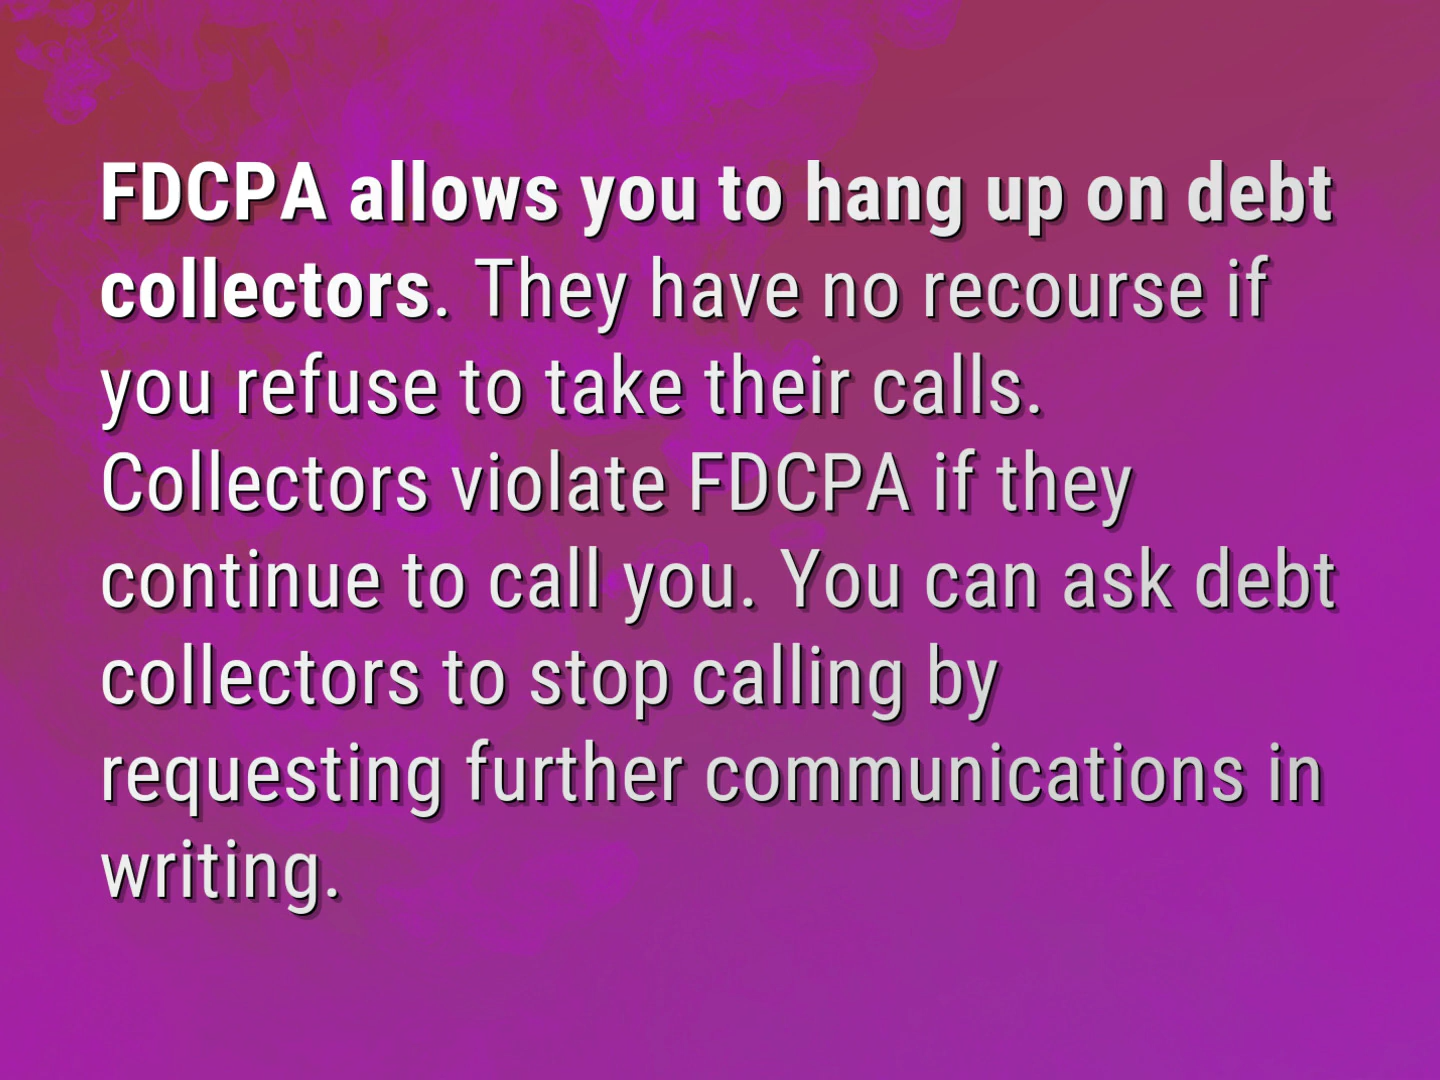 FDCPA allows you to hang up on debt
collectors. They have no recourse if
you refuse to take their calls.
Collectors violate FDCPA if they
continue to call you. You can ask debt
collectors to stop calling by
requesting further communications in
writing.